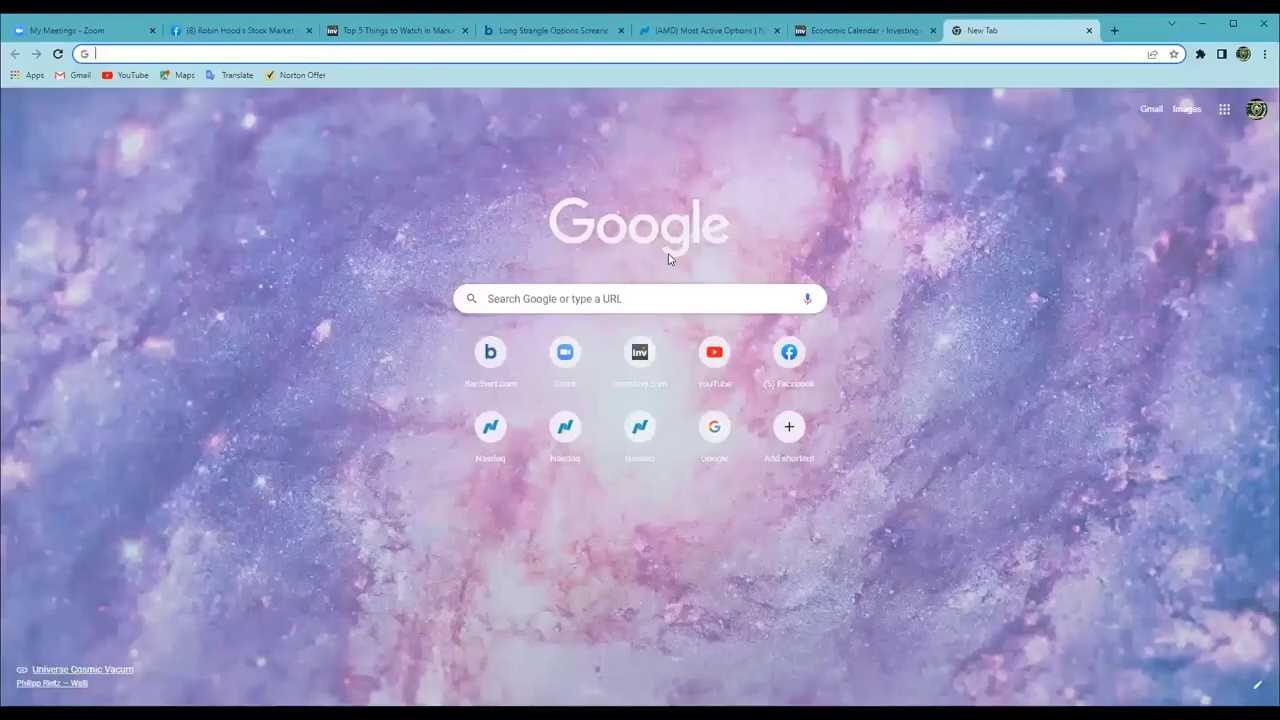 My Meetings - Zoom
(8) Robin Hood's Stock Market -
Top 5 Things to Watch in Mark
Long Strangle Options Screene
(AMD) Most Active Options | N
Economic Calendar - Investing.
New Tab
Apps
Gmail
YouTube
Maps
Translate
Norton Offer
Gmail
Images
Google
Search Google or type a URL
Barchart.com
Zoom
Investing.com
YouTube
(5) Facebook
Nasdaq
Nasdaq
Nasdaq
Google
Add shortcut
Universe Cosmic Vacum
Philipp Rietz — Walli